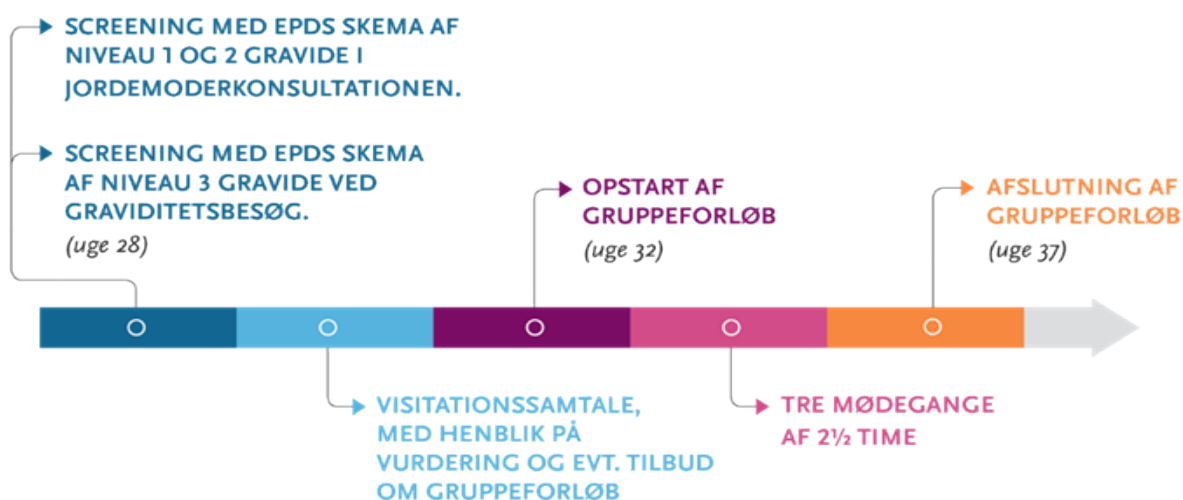 SCREENING MED EPDS SKEMA AF
NIVEAU 1 OG 2 GRAVIDE I
JORDEMODERKONSULTATIONEN.
SCREENING MED EPDS SKEMA
AF NIVEAU 3 GRAVIDE VED
GRAVIDITETSBESØG.
(uge 28)
OPSTART AF
GRUPPEFORLØB
(uge 32)
AFSLUTNING AF
GRUPPEFORLØB
(uge 37)
VISITATIONSSAMTALE,
MED HENBLIK PÅ
VURDERING OG EVT. TILBUD
OM GRUPPEFORLØB
TRE MØDEGANGE
AF 2½ TIME